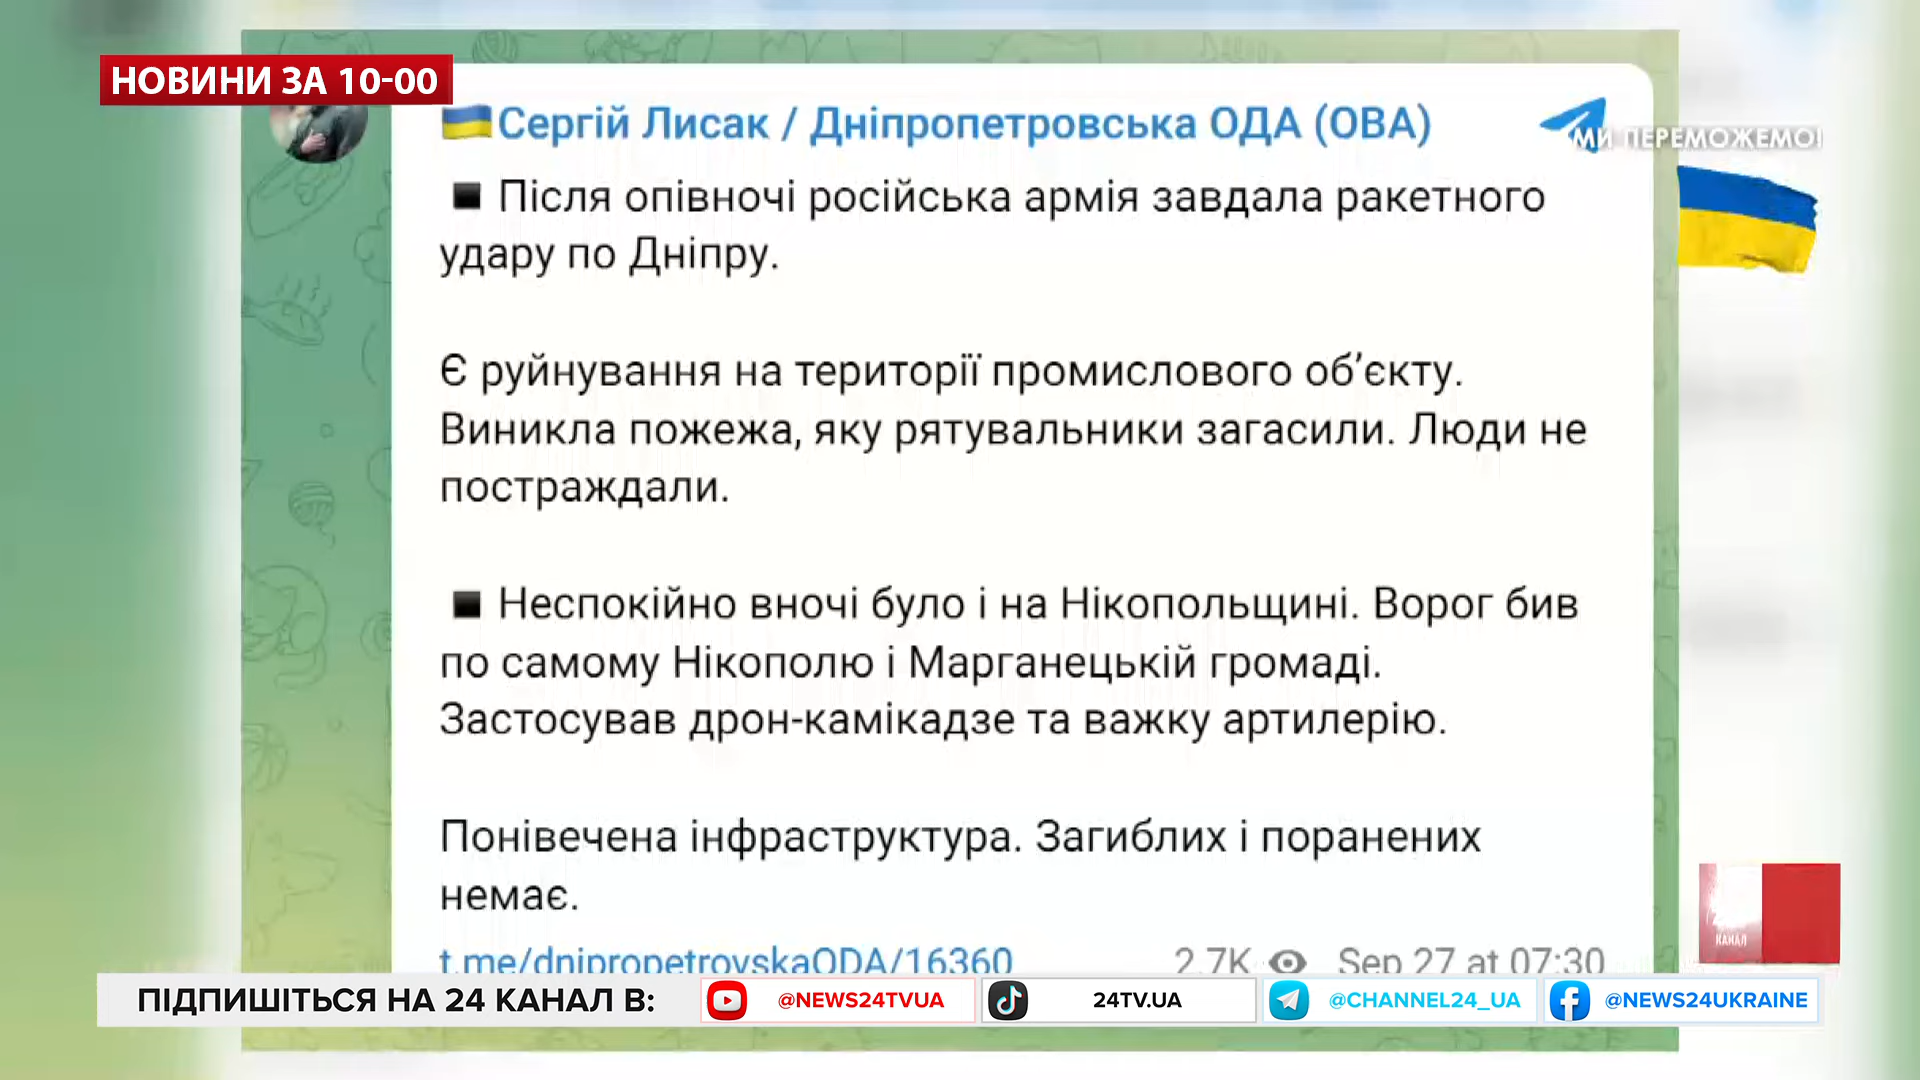 НОВИНИ ЗА 10-00
Сергій Лисак / Дніпропетровська ОДА (ОВА)
МИ ПЕРЕМОЖЕМО!
Після опівночі російська армія завдала ракетного
удару по Дніпру.
Є руйнування на території промислового об’єкту.
Виникла пожежа, яку рятувальники загасили. Люди не
постраждали.
Неспокійно вночі було і на Нікопольщині. Ворог бив
по самому Нікополю і Марганецькій громаді.
Застосував дрон-камікадзе та важку артилерію.
Понівечена інфраструктура. Загиблих і поранених
немає.
t.me/dnipropetrovskaODA/16360 2.7K Sep 27 at 07:30
КАНАЛ
ПІДПИШІТЬСЯ НА 24 КАНАЛ В: @NEWS24TVUA 24TV.UA @CHANNEL24_UA @NEWS24UKRAINE